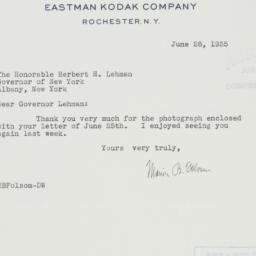 EASTMAN KODAK COMPANY
ROCHESTER, N.Y.
June 28, 1935
The Honorable Herbert H. Lehman
Governor of New York
Albany, New York
Dear Governor Lehman:
Thank you very much for the photograph enclosed
with your letter of June 25th. I enjoyed seeing you
again last week.
Yours very truly,
Marion B. Folsom
MBFolsom-DW